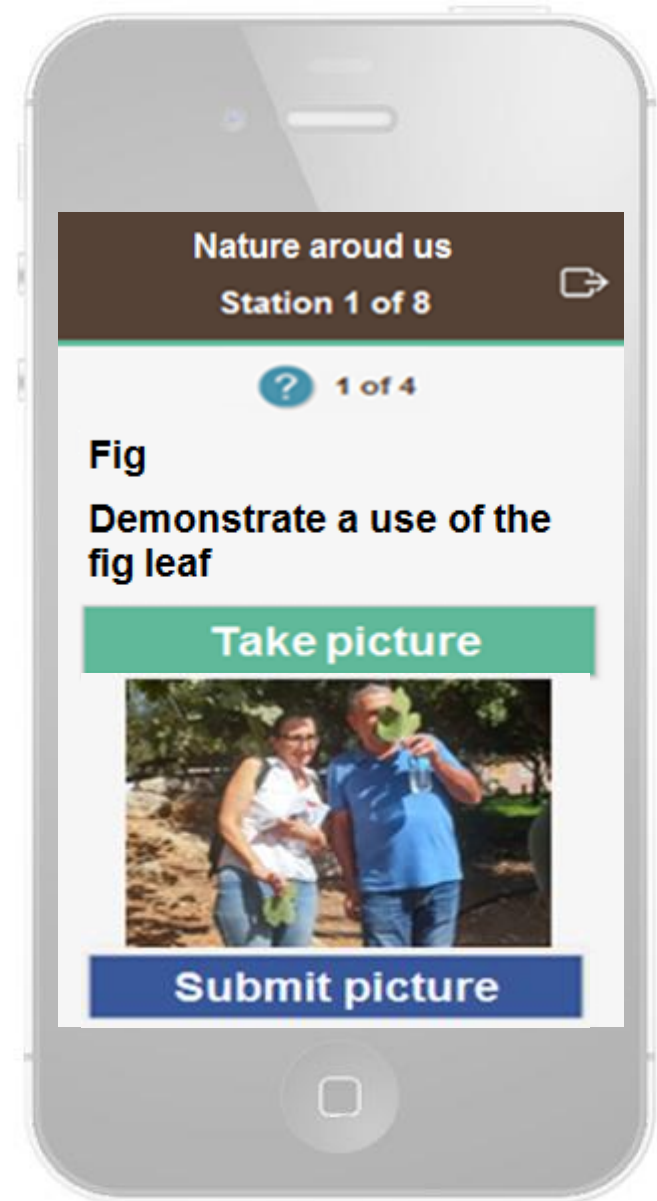 Nature aroud us
Station 1 of 8
? 1 of 4
Fig
Demonstrate a use of the
fig leaf
Take picture
Submit picture